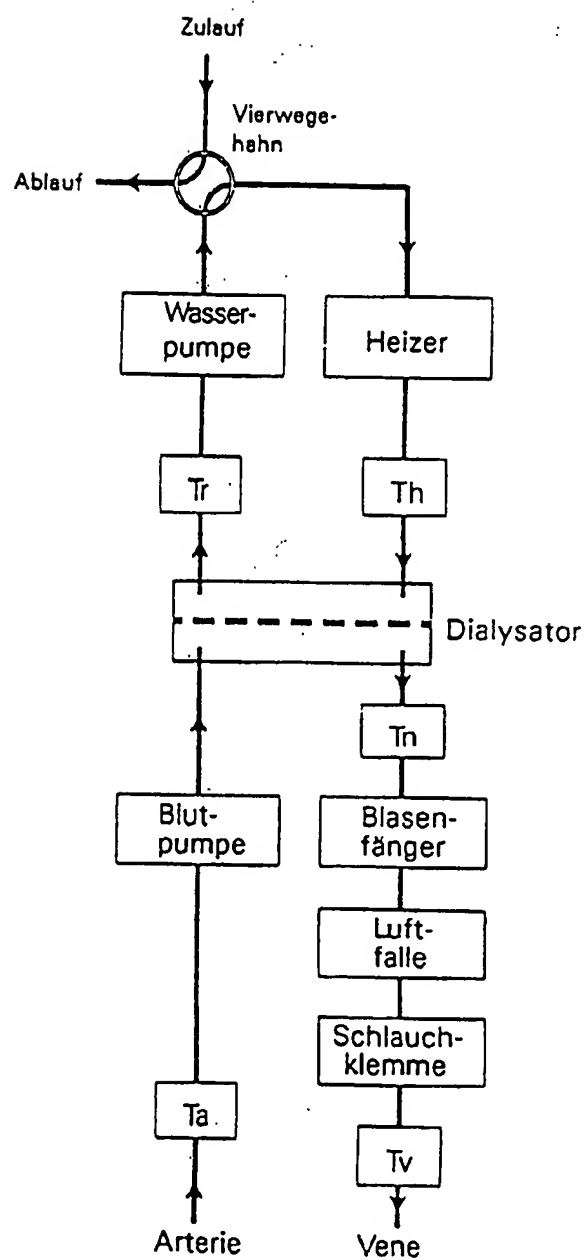 Zulauf
Vierwege-
hahn
Ablauf
Wasser-
pumpe
Heizer
Tr
Th
Dialysator
Tn
Blut-
pumpe
Blasen-
fänger
Luft-
falle
Schlauch-
klemme
Ta
Tv
Arterie
Vene